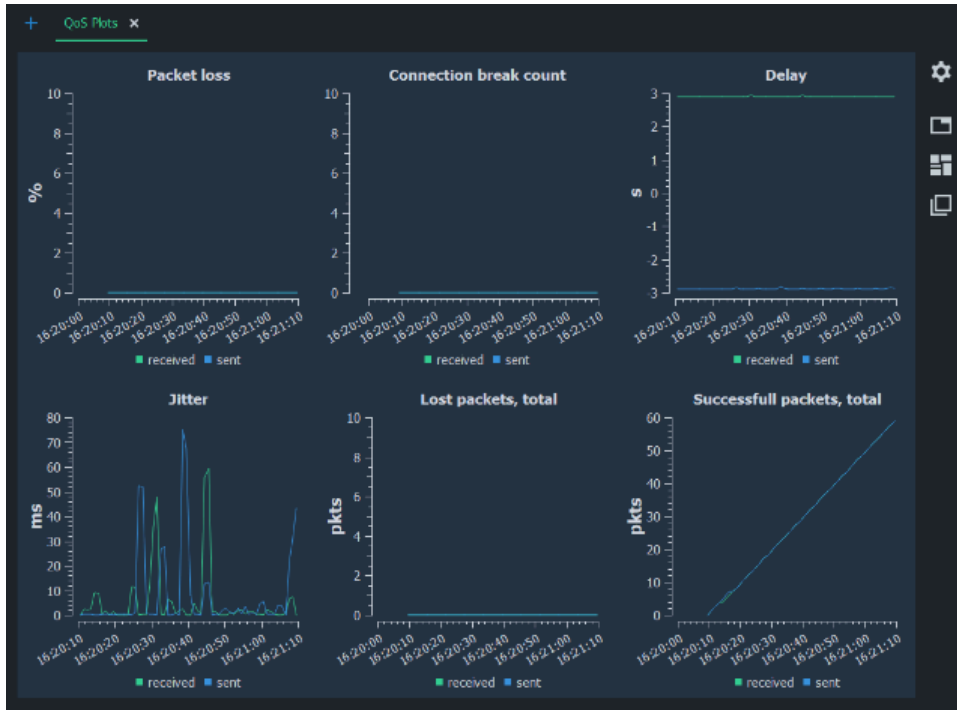 + QoS Plots ×
Packet loss
10
8
6
4
2
0
%
16:20:00 16:20:10 16:20:20 16:20:30 16:20:40 16:20:50 16:21:00 16:21:10
received sent
Connection break count
10
8
6
4
2
0
16:20:00 16:20:10 16:20:20 16:20:30 16:20:40 16:20:50 16:21:00 16:21:10
received sent
Delay
3
2
1
0
-1
-2
-3
s
16:20:10 16:20:20 16:20:30 16:20:40 16:20:50 16:21:00 16:21:10
received sent
Jitter
80
70
60
50
40
30
20
10
0
ms
16:20:10 16:20:20 16:20:30 16:20:40 16:20:50 16:21:00 16:21:10
received sent
Lost packets, total
10
8
6
4
2
0
pkts
16:20:00 16:20:10 16:20:20 16:20:30 16:20:40 16:20:50 16:21:00 16:21:10
received sent
Successfull packets, total
60
50
40
30
20
10
0
pkts
16:20:00 16:20:10 16:20:20 16:20:30 16:20:40 16:20:50 16:21:00 16:21:10
received sent